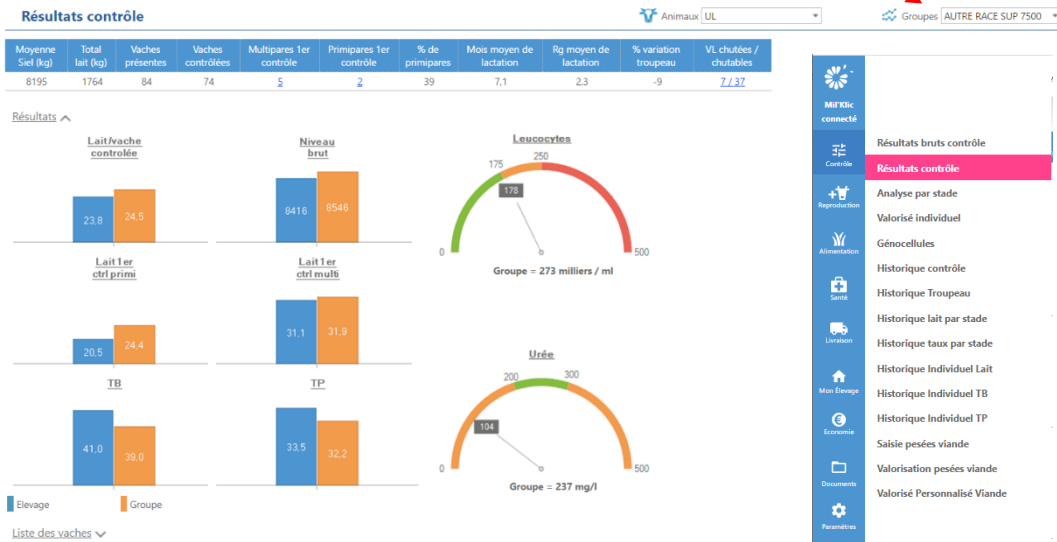 Résultats contrôle
Animaux UL
Groupes AUTRE RACE SUP 7500
Moyenne Siel (kg)
Total lait (kg)
Vaches présentes
Vaches contrôlées
Multipares 1er contrôle
Primipares 1er contrôle
% de primipares
Mois moyen de lactation
Rg moyen de lactation
% variation troupeau
VL chutées / chutables
8195 1764 84 74 5 2 39 7,1 2,3 -9 7 / 37
Résultats
Lait/vache
controlée
23,8 24,5
Niveau
brut
8416 8546
Leucocytes
175 250
178
0 500
Groupe = 273 milliers / ml
Lait 1er
ctrl primi
20,5 24,4
Lait 1er
ctrl multi
31,1 31,9
Urée
200 300
104
0 500
Groupe = 237 mg/l
TB
41,0 39,0
TP
33,5 32,2
Elevage Groupe
Liste des vaches
Mil'Klic
connecté
Contrôle
Reproduction
Alimentation
Santé
Livraison
Mon Élevage
Economie
Documents
Paramètres
Résultats bruts contrôle
Résultats contrôle
Analyse par stade
Valorisé individuel
Génocellules
Historique contrôle
Historique Troupeau
Historique lait par stade
Historique taux par stade
Historique Individuel Lait
Historique Individuel TB
Historique Individuel TP
Saisie pesées viande
Valorisation pesées viande
Valorisé Personnalisé Viande